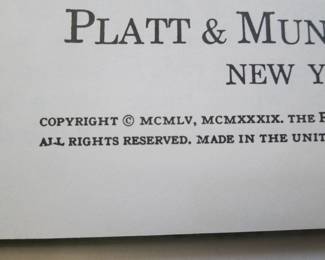 PLATT & MUN
NEW Y
COPYRIGHT © MCMLV, MCMXXXIX. THE P
ALL RIGHTS RESERVED. MADE IN THE UNIT